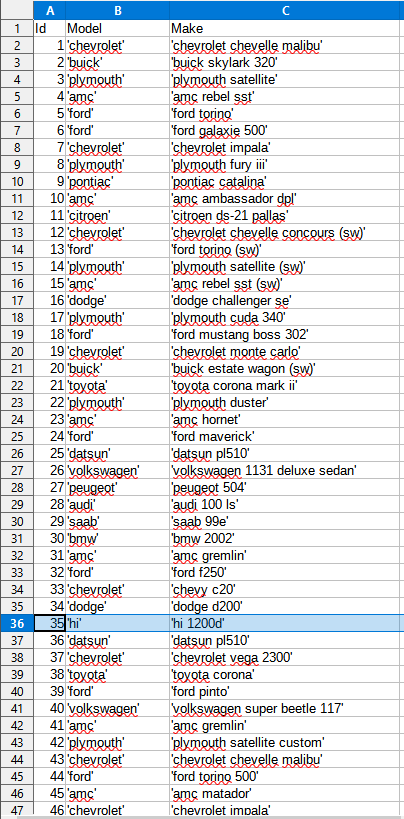 A B C
1 Id Model Make
2 1 'chevrolet' 'chevrolet chevelle malibu'
3 2 'buick' 'buick skylark 320'
4 3 'plymouth' 'plymouth satellite'
5 4 'amc' 'amc rebel sst'
6 5 'ford' 'ford torino'
7 6 'ford' 'ford galaxie 500'
8 7 'chevrolet' 'chevrolet impala'
9 8 'plymouth' 'plymouth fury iii'
10 9 'pontiac' 'pontiac catalina'
11 10 'amc' 'amc ambassador dpl'
12 11 'citroen' 'citroen ds-21 pallas'
13 12 'chevrolet' 'chevrolet chevelle concours (sw)'
14 13 'ford' 'ford torino (sw)'
15 14 'plymouth' 'plymouth satellite (sw)'
16 15 'amc' 'amc rebel sst (sw)'
17 16 'dodge' 'dodge challenger se'
18 17 'plymouth' 'plymouth cuda 340'
19 18 'ford' 'ford mustang boss 302'
20 19 'chevrolet' 'chevrolet monte carlo'
21 20 'buick' 'buick estate wagon (sw)'
22 21 'toyota' 'toyota corona mark ii'
23 22 'plymouth' 'plymouth duster'
24 23 'amc' 'amc hornet'
25 24 'ford' 'ford maverick'
26 25 'datsun' 'datsun pl510'
27 26 'volkswagen' 'volkswagen 1131 deluxe sedan'
28 27 'peugeot' 'peugeot 504'
29 28 'audi' 'audi 100 ls'
30 29 'saab' 'saab 99e'
31 30 'bmw' 'bmw 2002'
32 31 'amc' 'amc gremlin'
33 32 'ford' 'ford f250'
34 33 'chevrolet' 'chevy c20'
35 34 'dodge' 'dodge d200'
36 35 'hi' 'hi 1200d'
37 36 'datsun' 'datsun pl510'
38 37 'chevrolet' 'chevrolet vega 2300'
39 38 'toyota' 'toyota corona'
40 39 'ford' 'ford pinto'
41 40 'volkswagen' 'volkswagen super beetle 117'
42 41 'amc' 'amc gremlin'
43 42 'plymouth' 'plymouth satellite custom'
44 43 'chevrolet' 'chevrolet chevelle malibu'
45 44 'ford' 'ford torino 500'
46 45 'amc' 'amc matador'
47 46 'chevrolet' 'chevrolet impala'